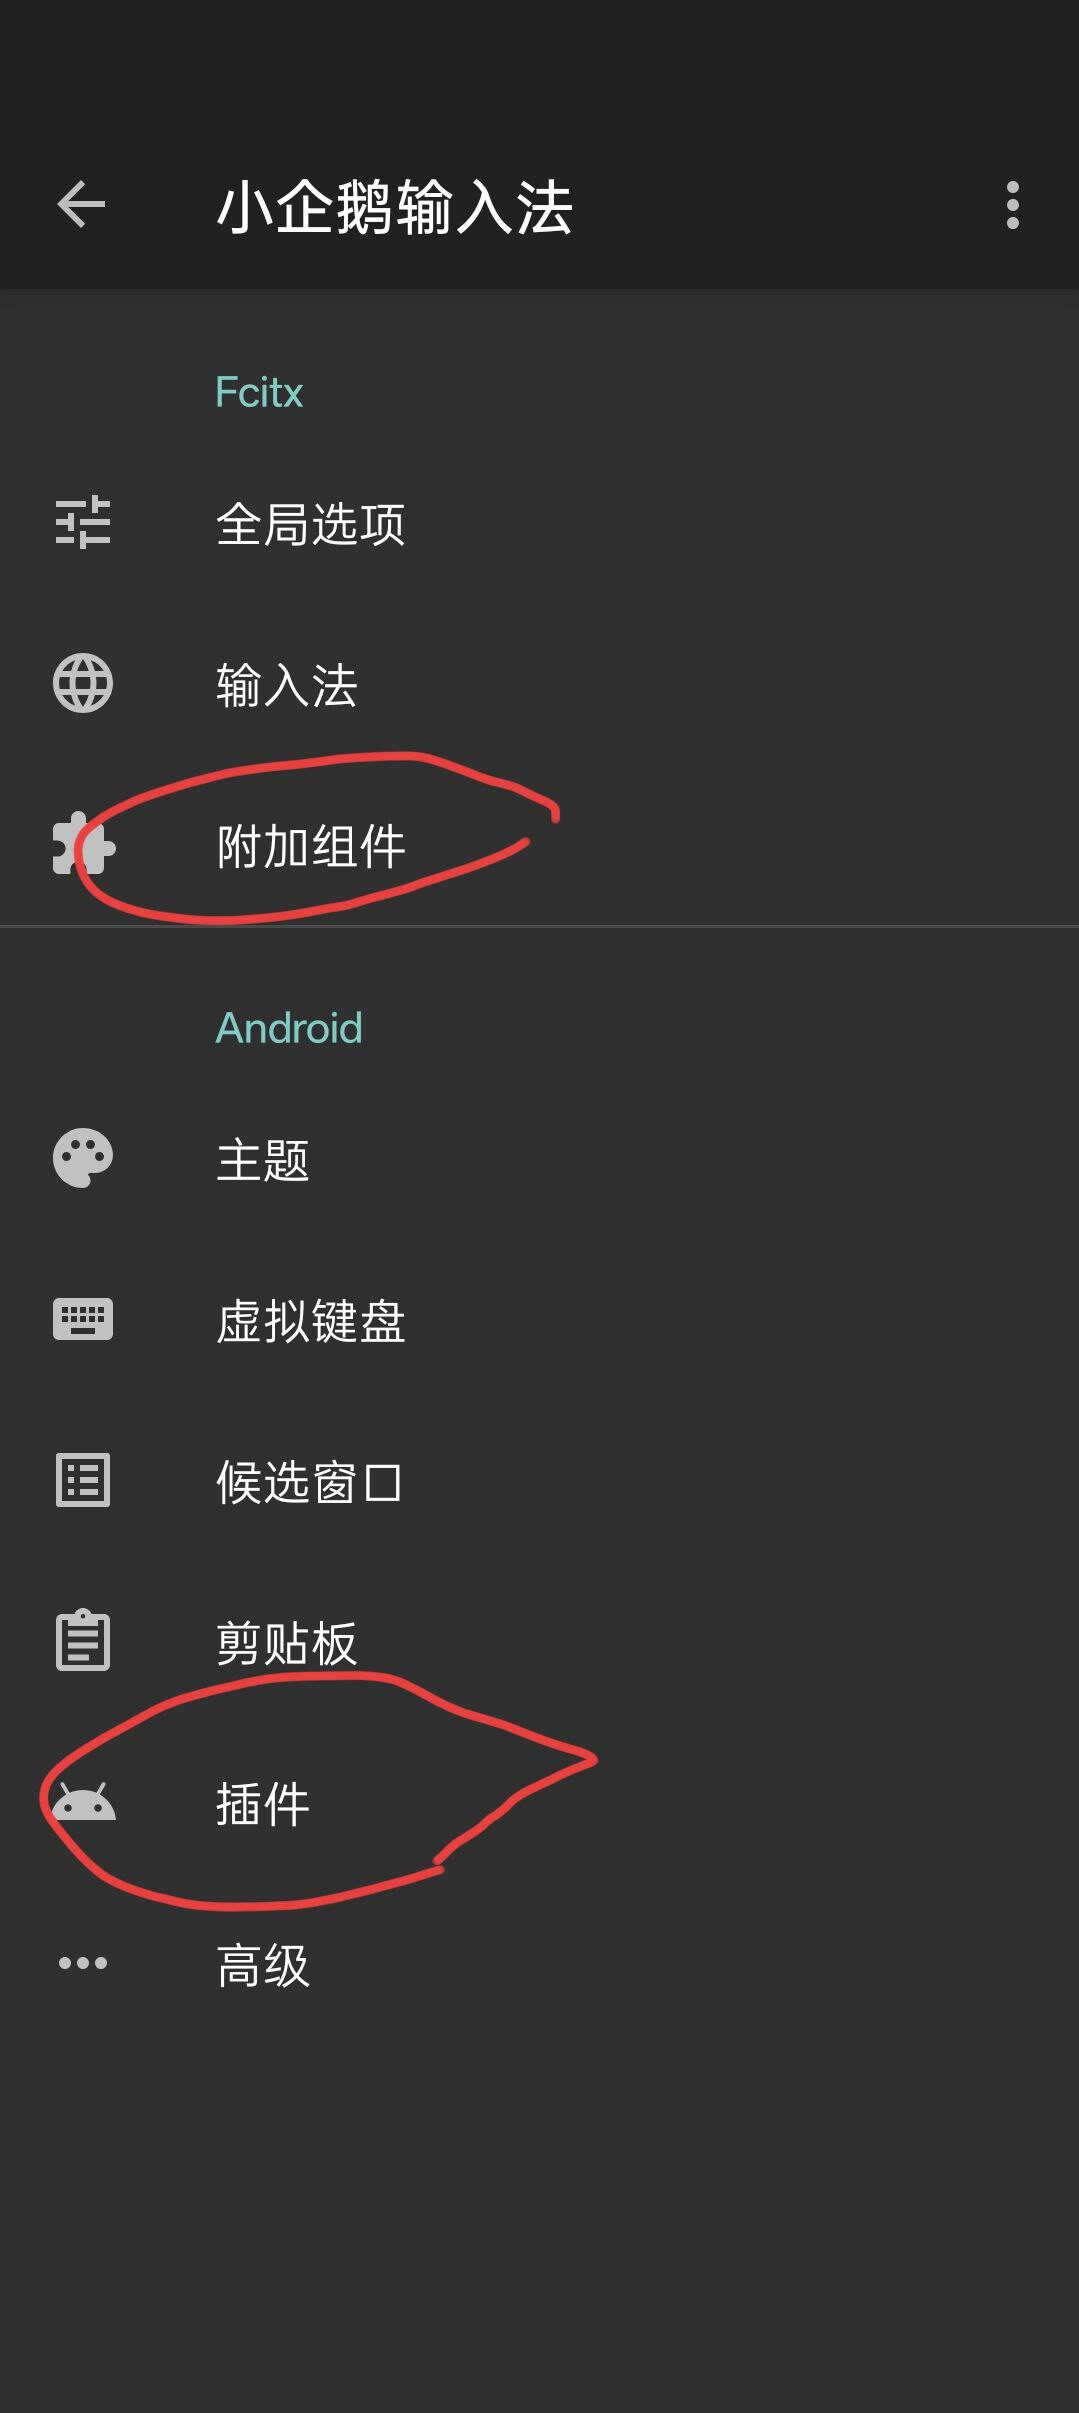 小企鹅输入法
Fcitx
全局选项
输入法
附加组件
Android
主题
虚拟键盘
候选窗口
剪贴板
插件
高级